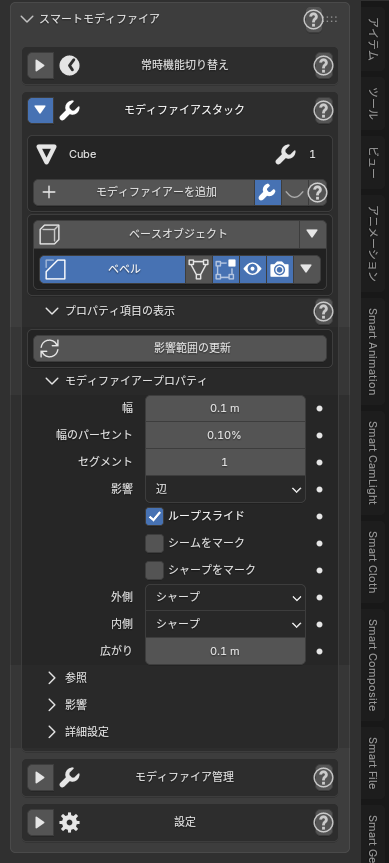 スマートモディファイア
常時機能切り替え
モディファイアスタック
Cube 1
モディファイアーを追加
ベースオブジェクト
ベベル
プロパティ項目の表示
影響範囲の更新
モディファイアープロパティ
幅 0.1 m
幅のパーセント 0.10%
セグメント 1
影響 辺
ループスライド
シームをマーク
シャープをマーク
外側 シャープ
内側 シャープ
広がり 0.1 m
参照
影響
詳細設定
モディファイア管理
設定
アイテム
ツール
ビュー
アニメーション
Smart Animation
Smart CamLight
Smart Cloth
Smart Composite
Smart File
Smart Ge